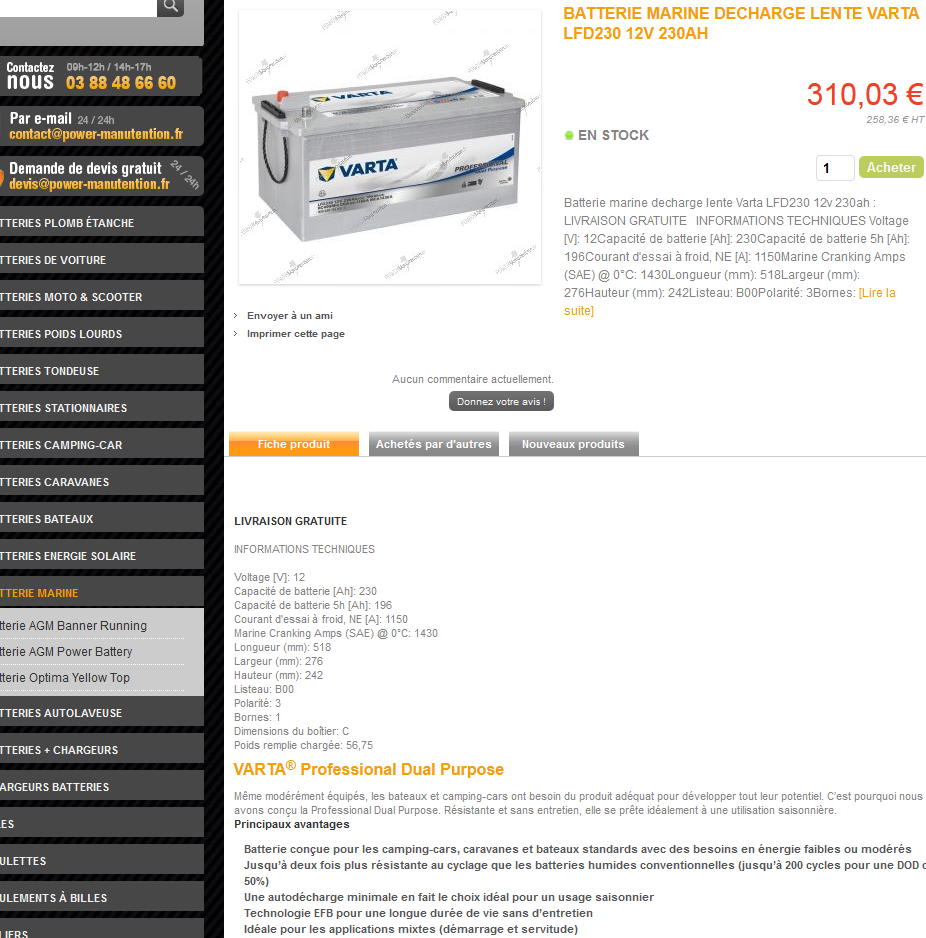 BATTERIE MARINE DECHARGE LENTE VARTA
LFD230 12V 230AH
310,03 €
258,36 € HT
EN STOCK
1
Acheter
Batterie marine decharge lente Varta LFD230 12v 230ah :
LIVRAISON GRATUITE INFORMATIONS TECHNIQUES Voltage
[V]: 12Capacité de batterie [Ah]: 230Capacité de batterie 5h [Ah]:
196Courant d'essai à froid, NE [A]: 1150Marine Cranking Amps
(SAE) @ 0°C: 1430Longueur (mm): 518Largeur (mm):
276Hauteur (mm): 242Listeau: B00Polarité: 3Bornes: [Lire la
suite]
VARTA
VARTA
PROFESSIONAL
Dual Purpose
Envoyer à un ami
Imprimer cette page
Aucun commentaire actuellement.
Donnez votre avis !
Contactez
nous
09h-12h / 14h-17h
03 88 48 66 60
Par e-mail 24 / 24h
contact@power-manutention.fr
Demande de devis gratuit
24 / 24h
devis@power-manutention.fr
TTERIES PLOMB ÉTANCHE
TTERIES DE VOITURE
TTERIES MOTO & SCOOTER
TTERIES POIDS LOURDS
TTERIES TONDEUSE
TTERIES STATIONNAIRES
TTERIES CAMPING-CAR
TTERIES CARAVANES
TTERIES BATEAUX
TTERIES ENERGIE SOLAIRE
TTERIE MARINE
tterie AGM Banner Running
tterie AGM Power Battery
tterie Optima Yellow Top
TTERIES AUTOLAVEUSE
TTERIES + CHARGEURS
ARGEURS BATTERIES
ES
ULETTES
ULEMENTS À BILLES
LIERS
Fiche produit
Achetés par d'autres
Nouveaux produits
LIVRAISON GRATUITE
INFORMATIONS TECHNIQUES
Voltage [V]: 12
Capacité de batterie [Ah]: 230
Capacité de batterie 5h [Ah]: 196
Courant d'essai à froid, NE [A]: 1150
Marine Cranking Amps (SAE) @ 0°C: 1430
Longueur (mm): 518
Largeur (mm): 276
Hauteur (mm): 242
Listeau: B00
Polarité: 3
Bornes: 1
Dimensions du boîtier: C
Poids remplie chargée: 56,75
VARTA® Professional Dual Purpose
Même modérément équipés, les bateaux et camping-cars ont besoin du produit adéquat pour développer tout leur potentiel. C'est pourquoi nous
avons conçu la Professional Dual Purpose. Résistante et sans entretien, elle se prête idéalement à une utilisation saisonnière.
Principaux avantages
Batterie conçue pour les camping-cars, caravanes et bateaux standards avec des besoins en énergie faibles ou modérés
Jusqu'à deux fois plus résistante au cyclage que les batteries humides conventionnelles (jusqu'à 200 cycles pour une DOD
50%)
Une autodécharge minimale en fait le choix idéal pour un usage saisonnier
Technologie EFB pour une longue durée de vie sans d'entretien
Idéale pour les applications mixtes (démarrage et servitude)